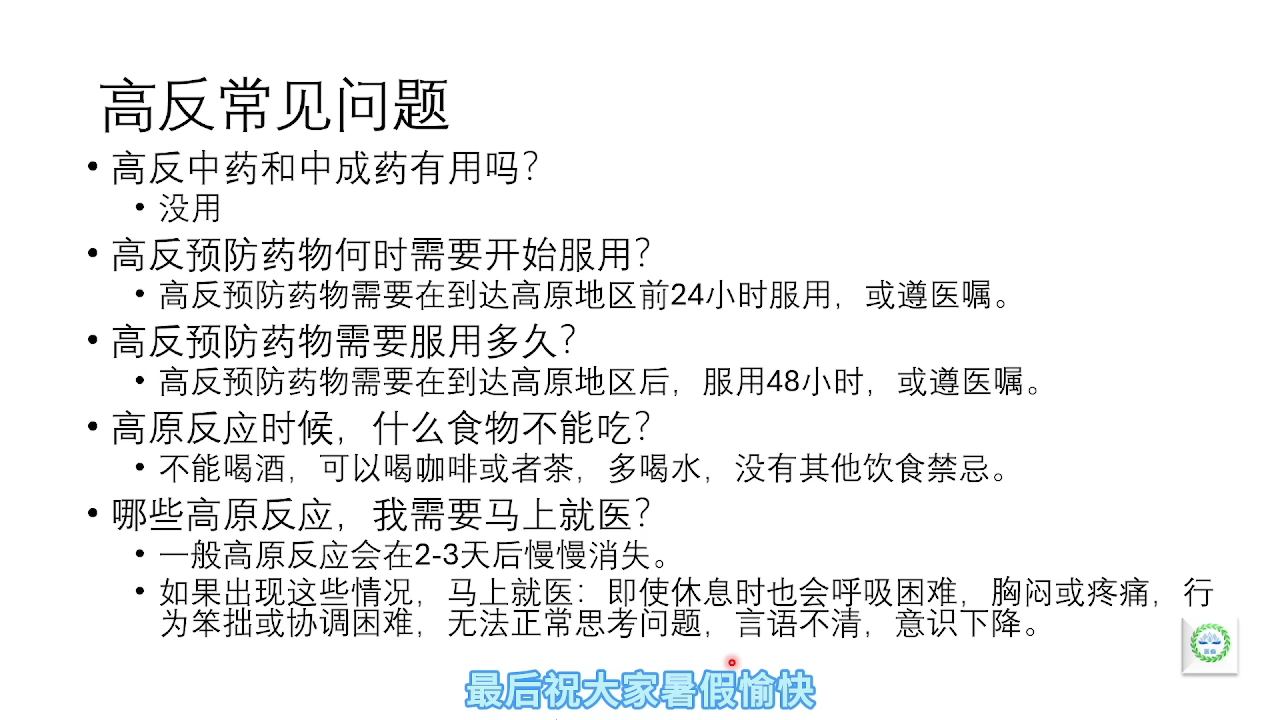 高反常见问题
• 高反中药和中成药有用吗？
• 没用
• 高反预防药物何时需要开始服用？
• 高反预防药物需要在到达高原地区前24小时服用，或遵医嘱。
• 高反预防药物需要服用多久？
• 高反预防药物需要在到达高原地区后，服用48小时，或遵医嘱。
• 高原反应时候，什么食物不能吃？
• 不能喝酒，可以喝咖啡或者茶，多喝水，没有其他饮食禁忌。
• 哪些高原反应，我需要马上就医？
• 一般高原反应会在2-3天后慢慢消失。
• 如果出现这些情况，马上就医：即使休息时也会呼吸困难，胸闷或疼痛，行
为笨拙或协调困难，无法正常思考问题，言语不清，意识下降。
最后祝大家暑假愉快